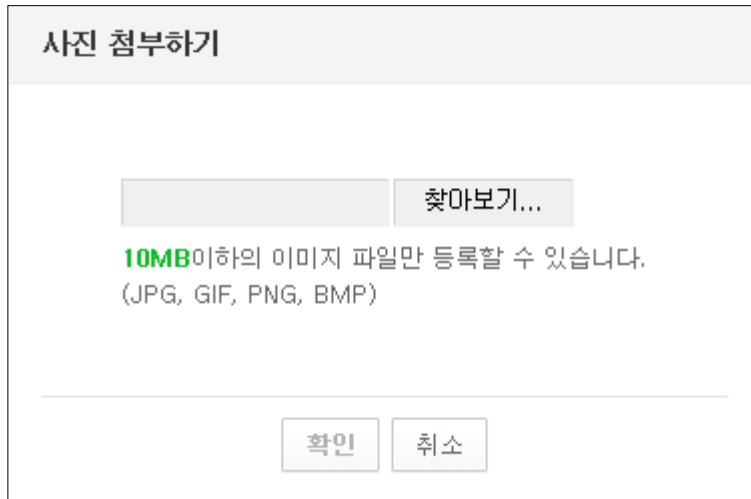 사진 첨부하기
찾아보기...
10MB이하의 이미지 파일만 등록할 수 있습니다.
(JPG, GIF, PNG, BMP)
확인 취소